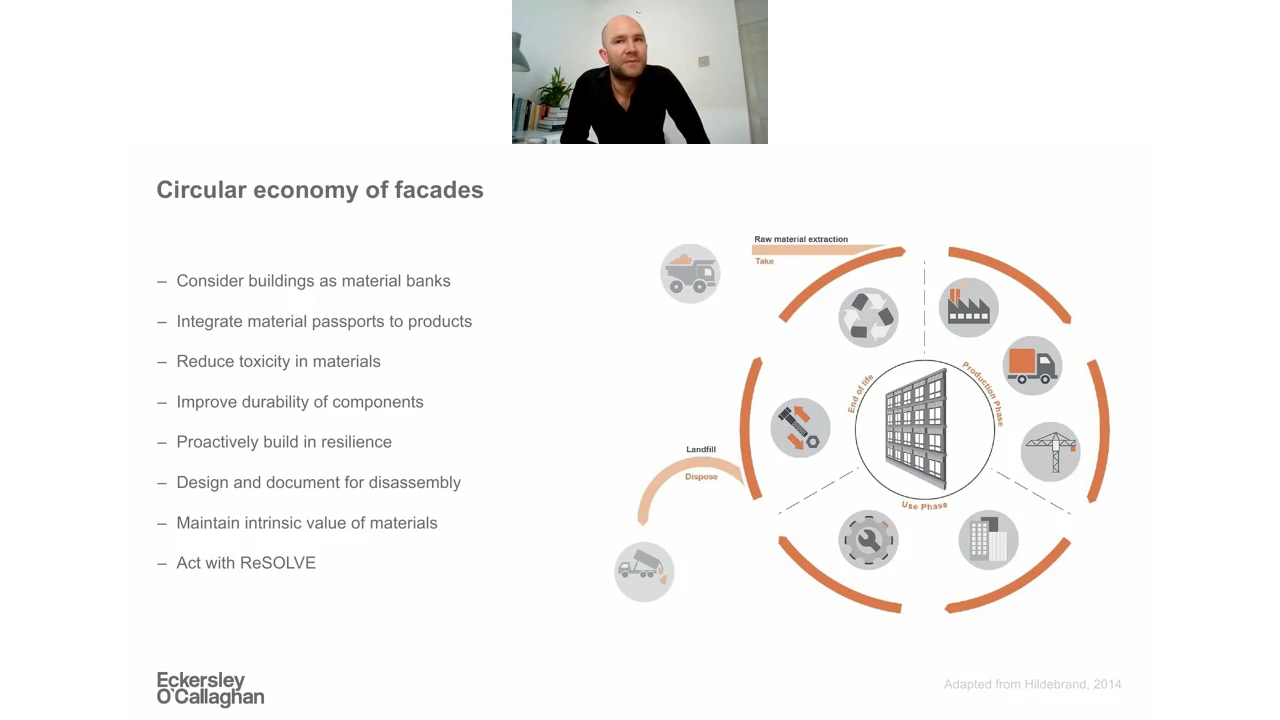 Circular economy of facades
– Consider buildings as material banks
– Integrate material passports to products
– Reduce toxicity in materials
– Improve durability of components
– Proactively build in resilience
– Design and document for disassembly
– Maintain intrinsic value of materials
– Act with ReSOLVE
Raw material extraction
Take
End of life
Production Phase
Use Phase
Landfill
Dispose
Eckersley
O'Callaghan
Adapted from Hildebrand, 2014